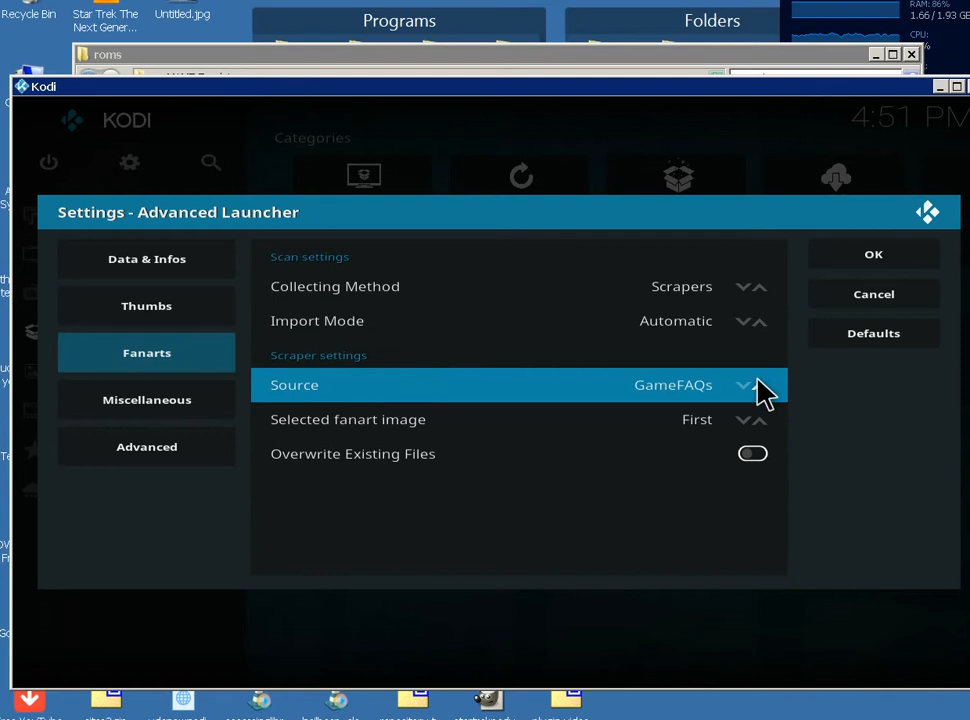 Recycle Bin
Star Trek The
Next Gener...
Untitled.jpg
Programs
Folders
RAM: 86%
1.66 / 1.93 G
CPU:
roms
Kodi
KODI
Categories
4:51 PM
Settings - Advanced Launcher
Data & Infos
Thumbs
Fanarts
Miscellaneous
Advanced
Scan settings
Collecting Method
Scrapers
Import Mode
Automatic
Scraper settings
Source
GameFAQs
Selected fanart image
First
Overwrite Existing Files
OK
Cancel
Defaults